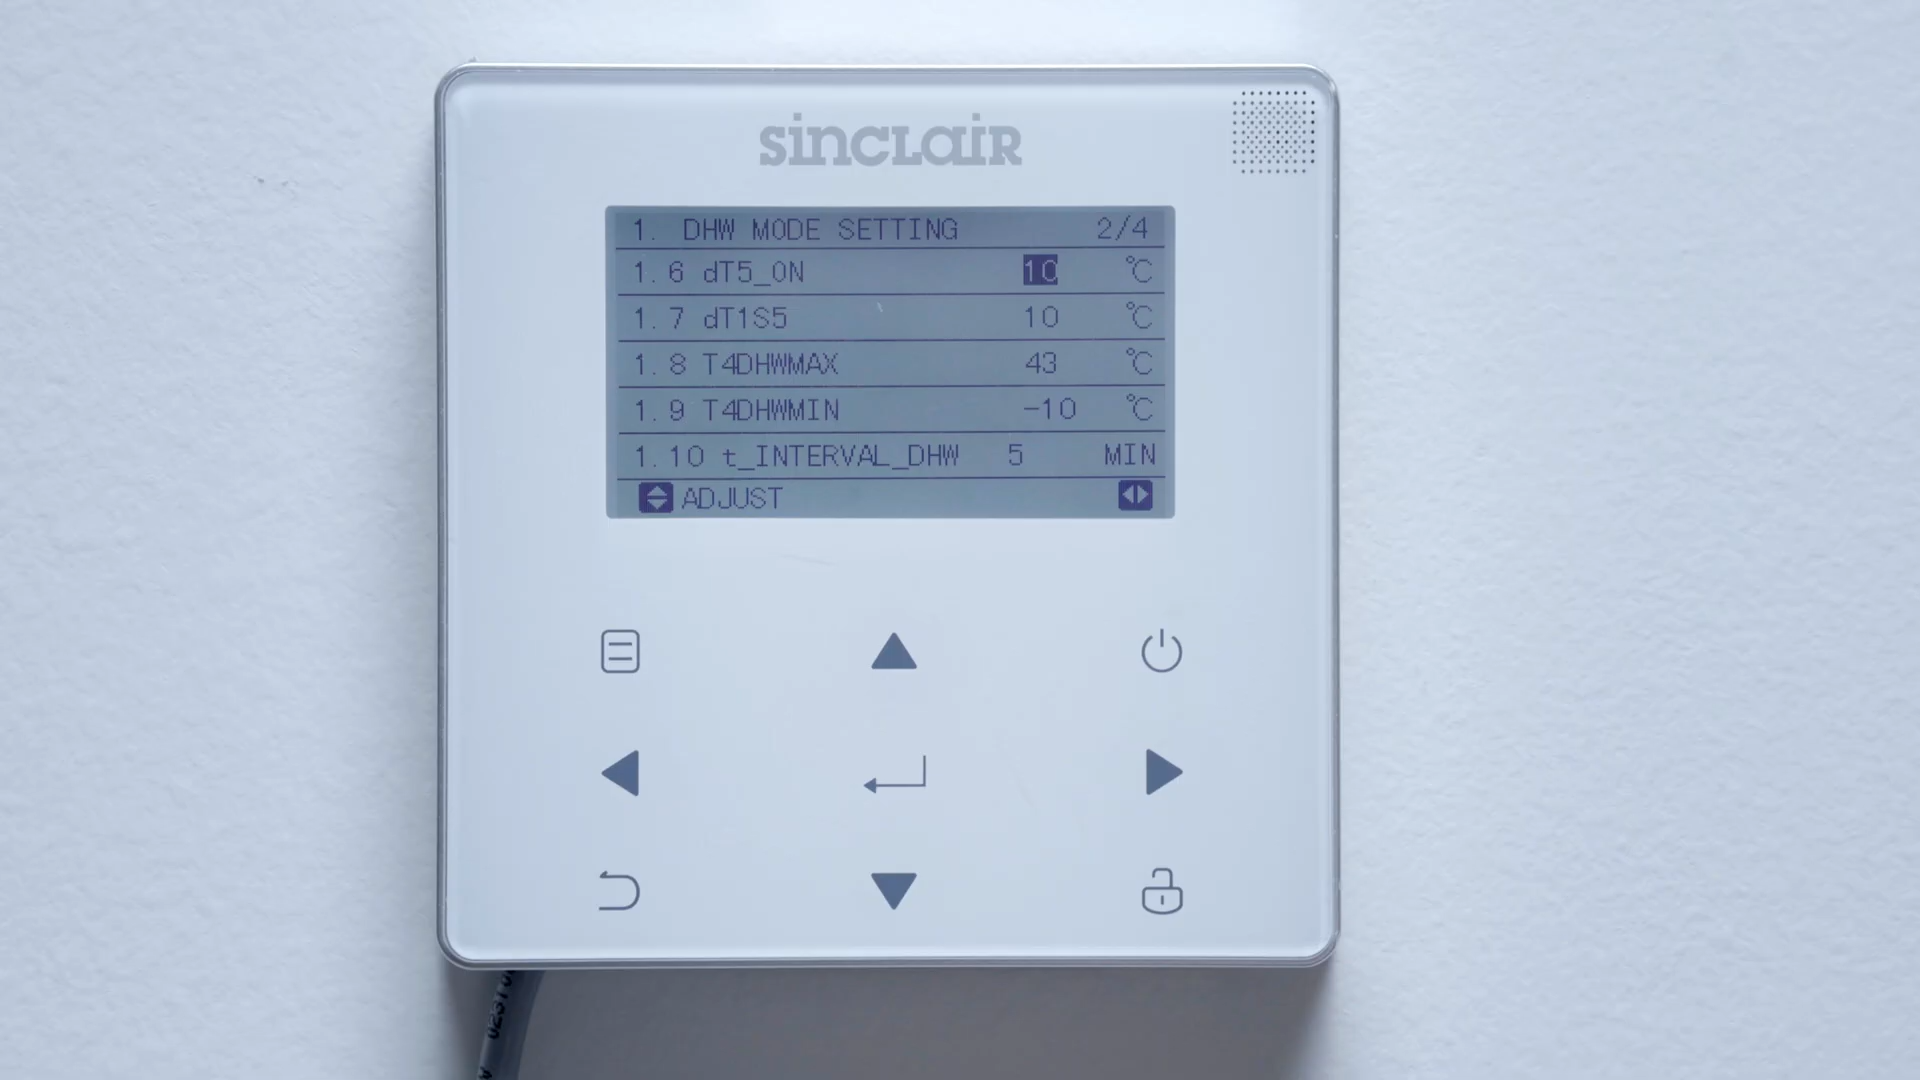 sinclair
1. DHW MODE SETTING 2/4
1.6 dT5_ON 10 °C
1.7 dT1S5 10 °C
1.8 T4DHWMAX 43 °C
1.9 T4DHWMIN -10 °C
1.10 t_INTERVAL_DHW 5 MIN
ADJUST